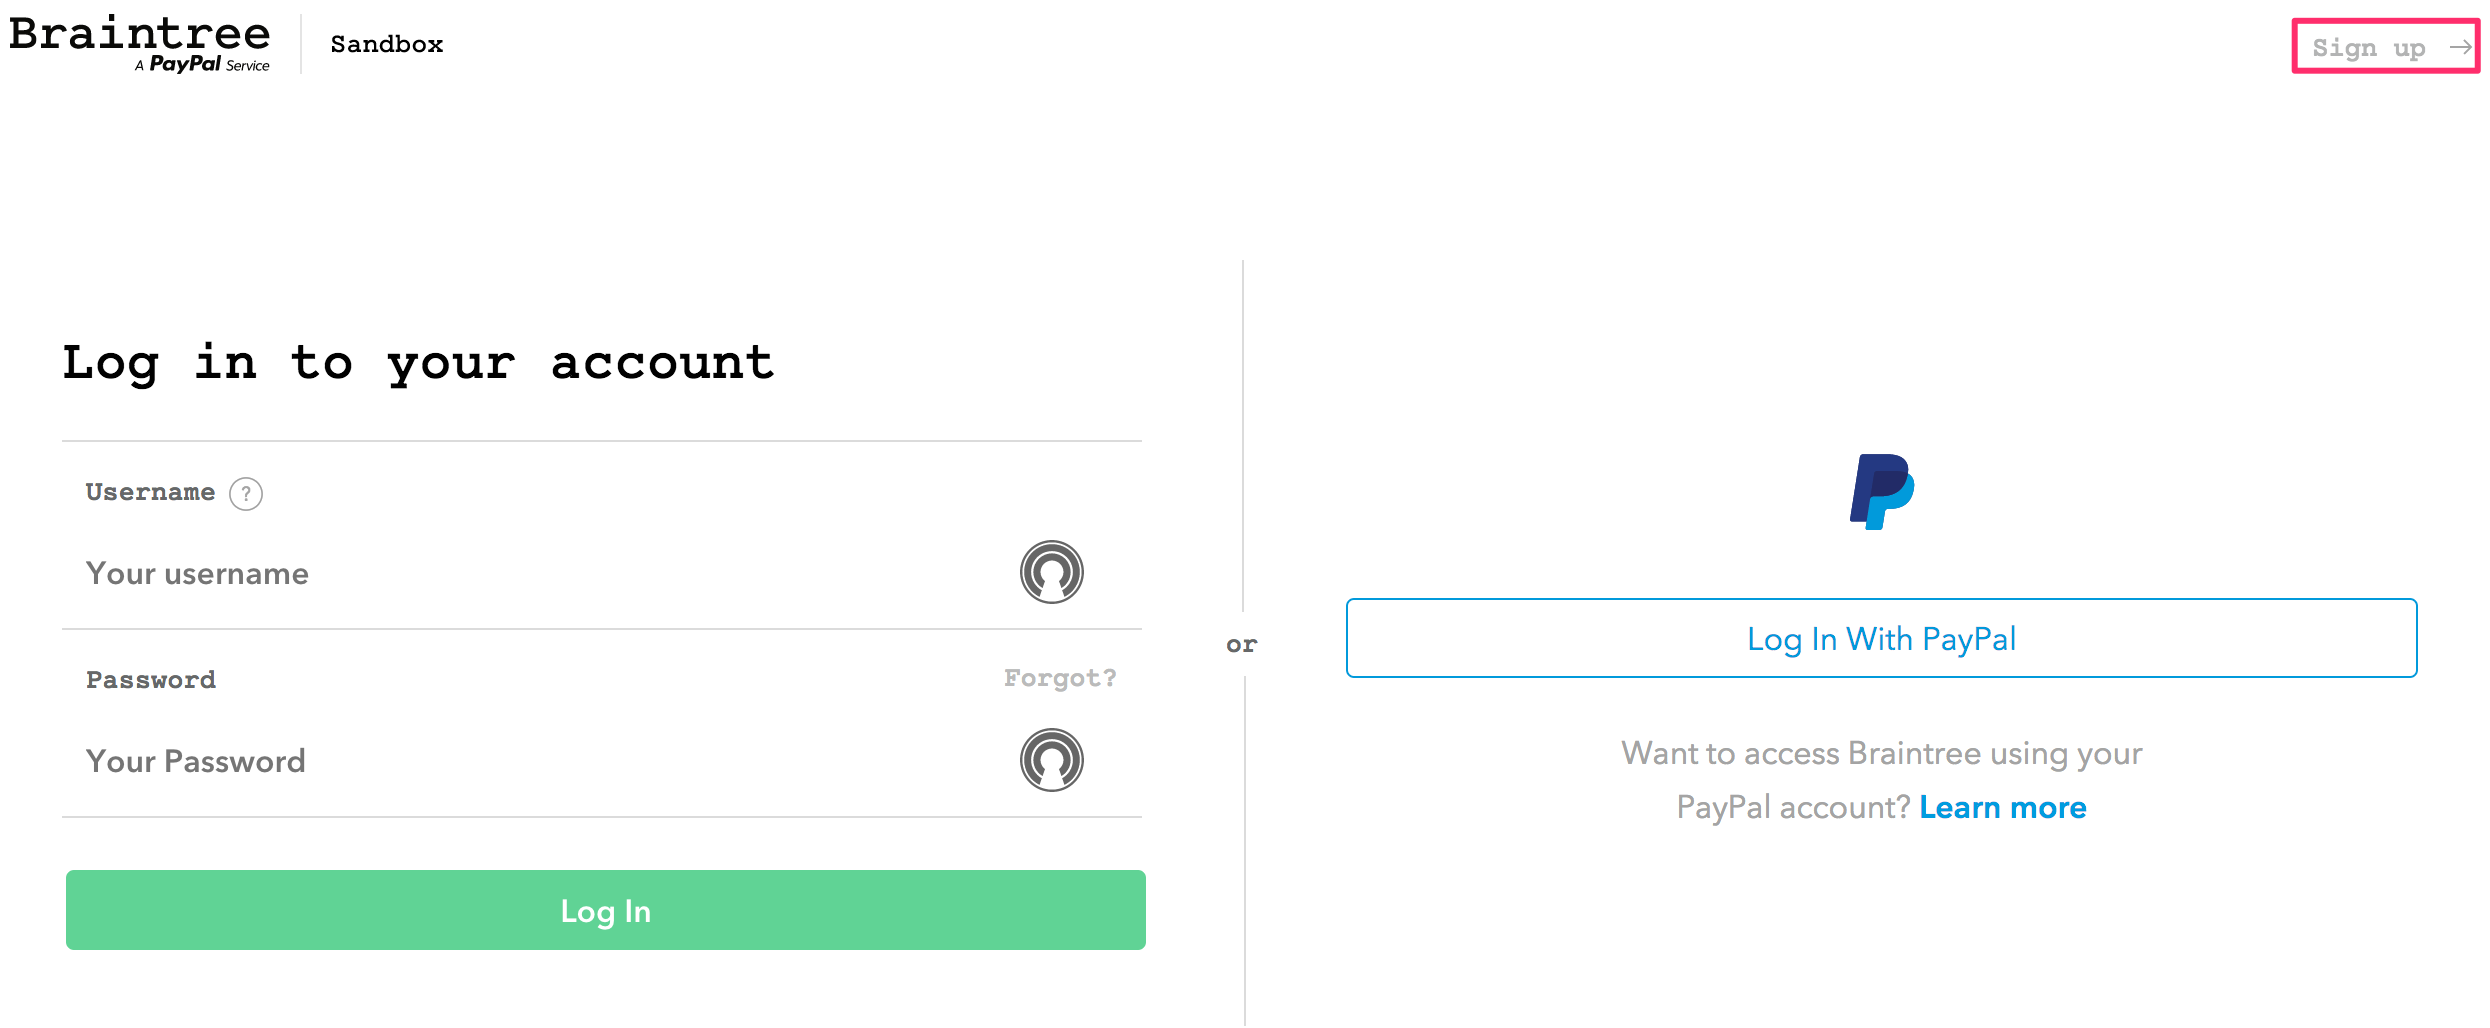 Braintree
A PayPal Service
Sandbox
Sign up →
Log in to your account
Username ?
Your username
Password
Forgot?
Your Password
Log In
or
Log In With PayPal
Want to access Braintree using your
PayPal account? Learn more